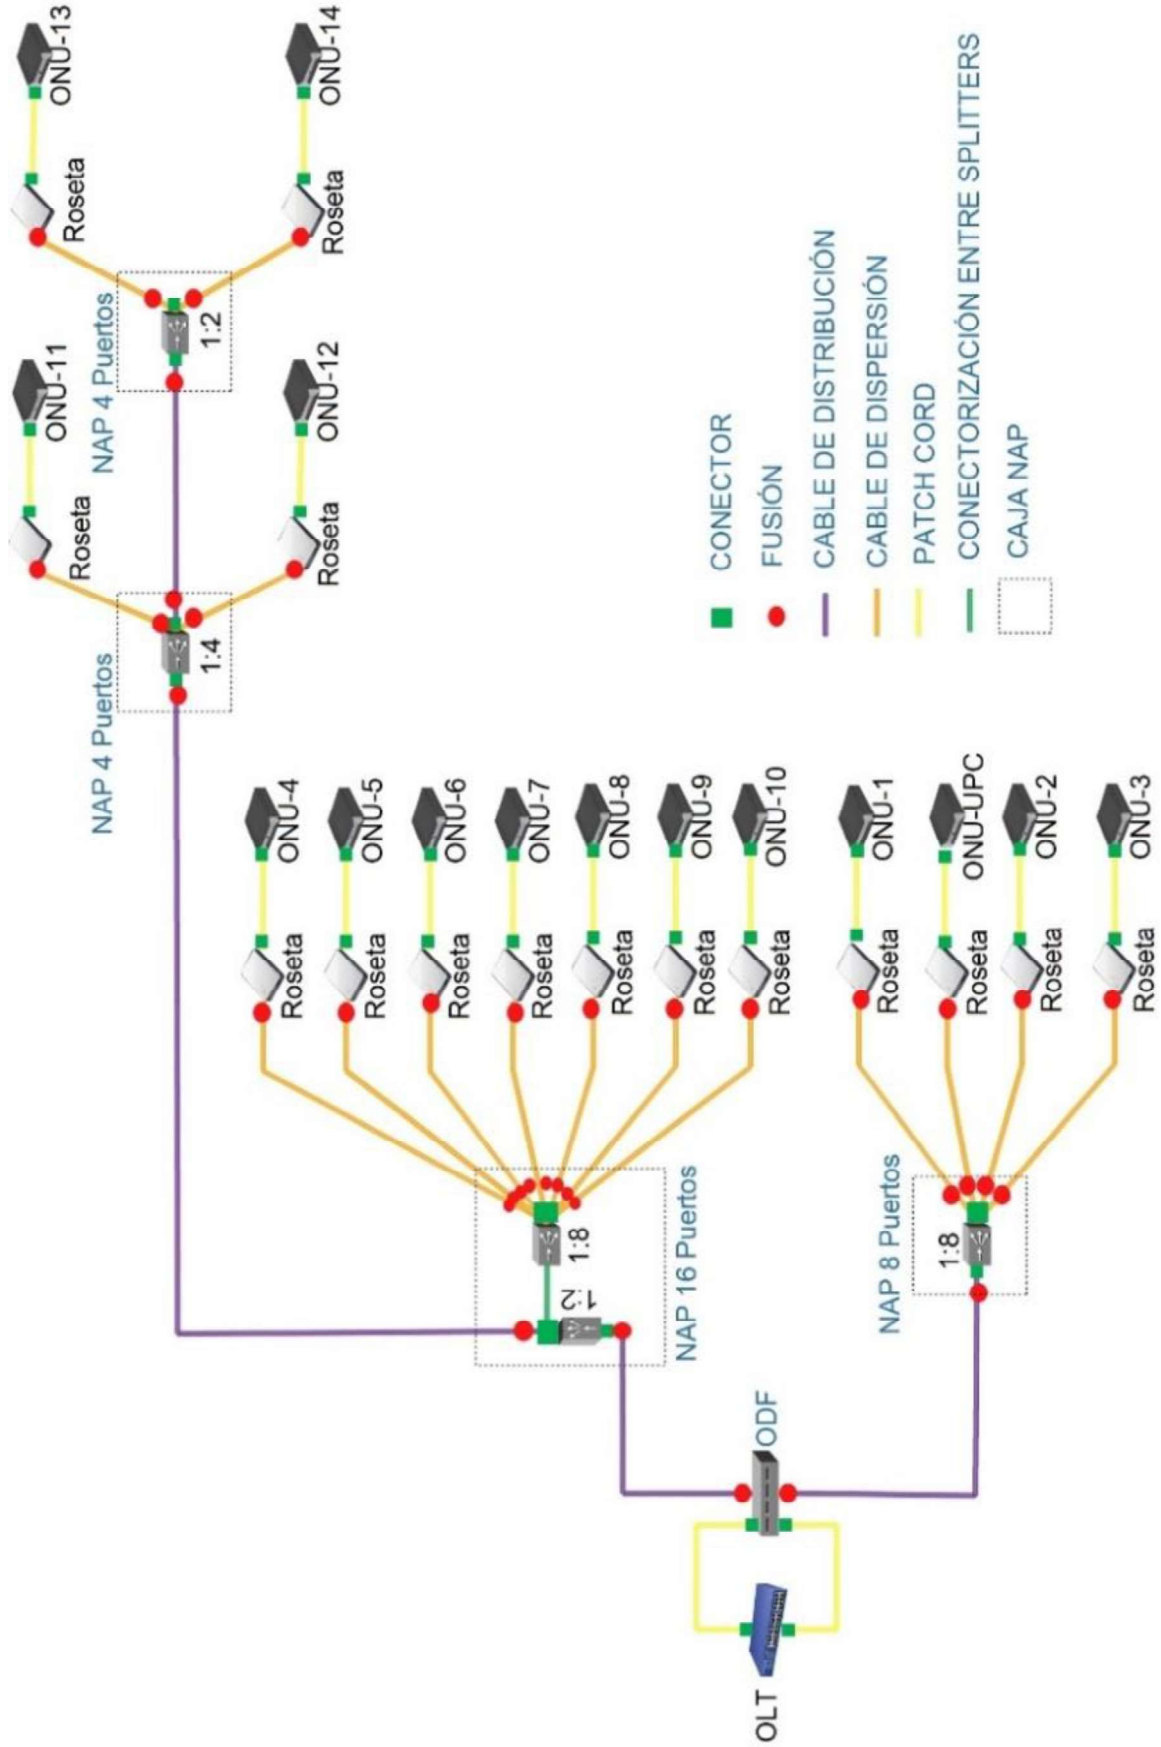 OLT
ODF
NAP 16 Puertos
1:2
1:8
NAP 8 Puertos
1:8
NAP 4 Puertos
1:4
NAP 4 Puertos
1:2
Roseta
ONU-11
Roseta
ONU-12
Roseta
ONU-13
Roseta
ONU-14
Roseta
ONU-4
Roseta
ONU-5
Roseta
ONU-6
Roseta
ONU-7
Roseta
ONU-8
Roseta
ONU-9
Roseta
ONU-10
Roseta
ONU-1
Roseta
ONU-UPC
Roseta
ONU-2
Roseta
ONU-3
CONECTOR
FUSIÓN
CABLE DE DISTRIBUCIÓN
CABLE DE DISPERSIÓN
PATCH CORD
CONECTORIZACIÓN ENTRE SPLITTERS
CAJA NAP